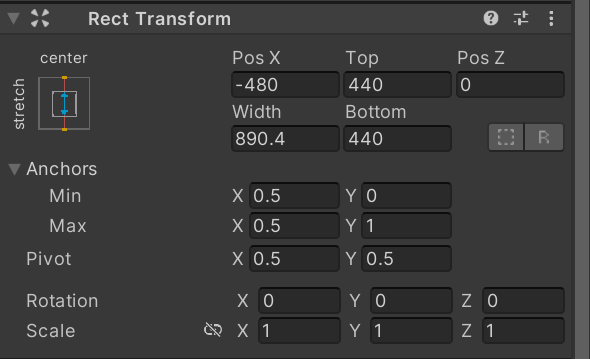 Rect Transform
center
stretch
Pos X Top Pos Z
-480 440 0
Width Bottom
890.4 440
R
Anchors
Min X 0.5 Y 0
Max X 0.5 Y 1
Pivot X 0.5 Y 0.5
Rotation X 0 Y 0 Z 0
Scale X 1 Y 1 Z 1